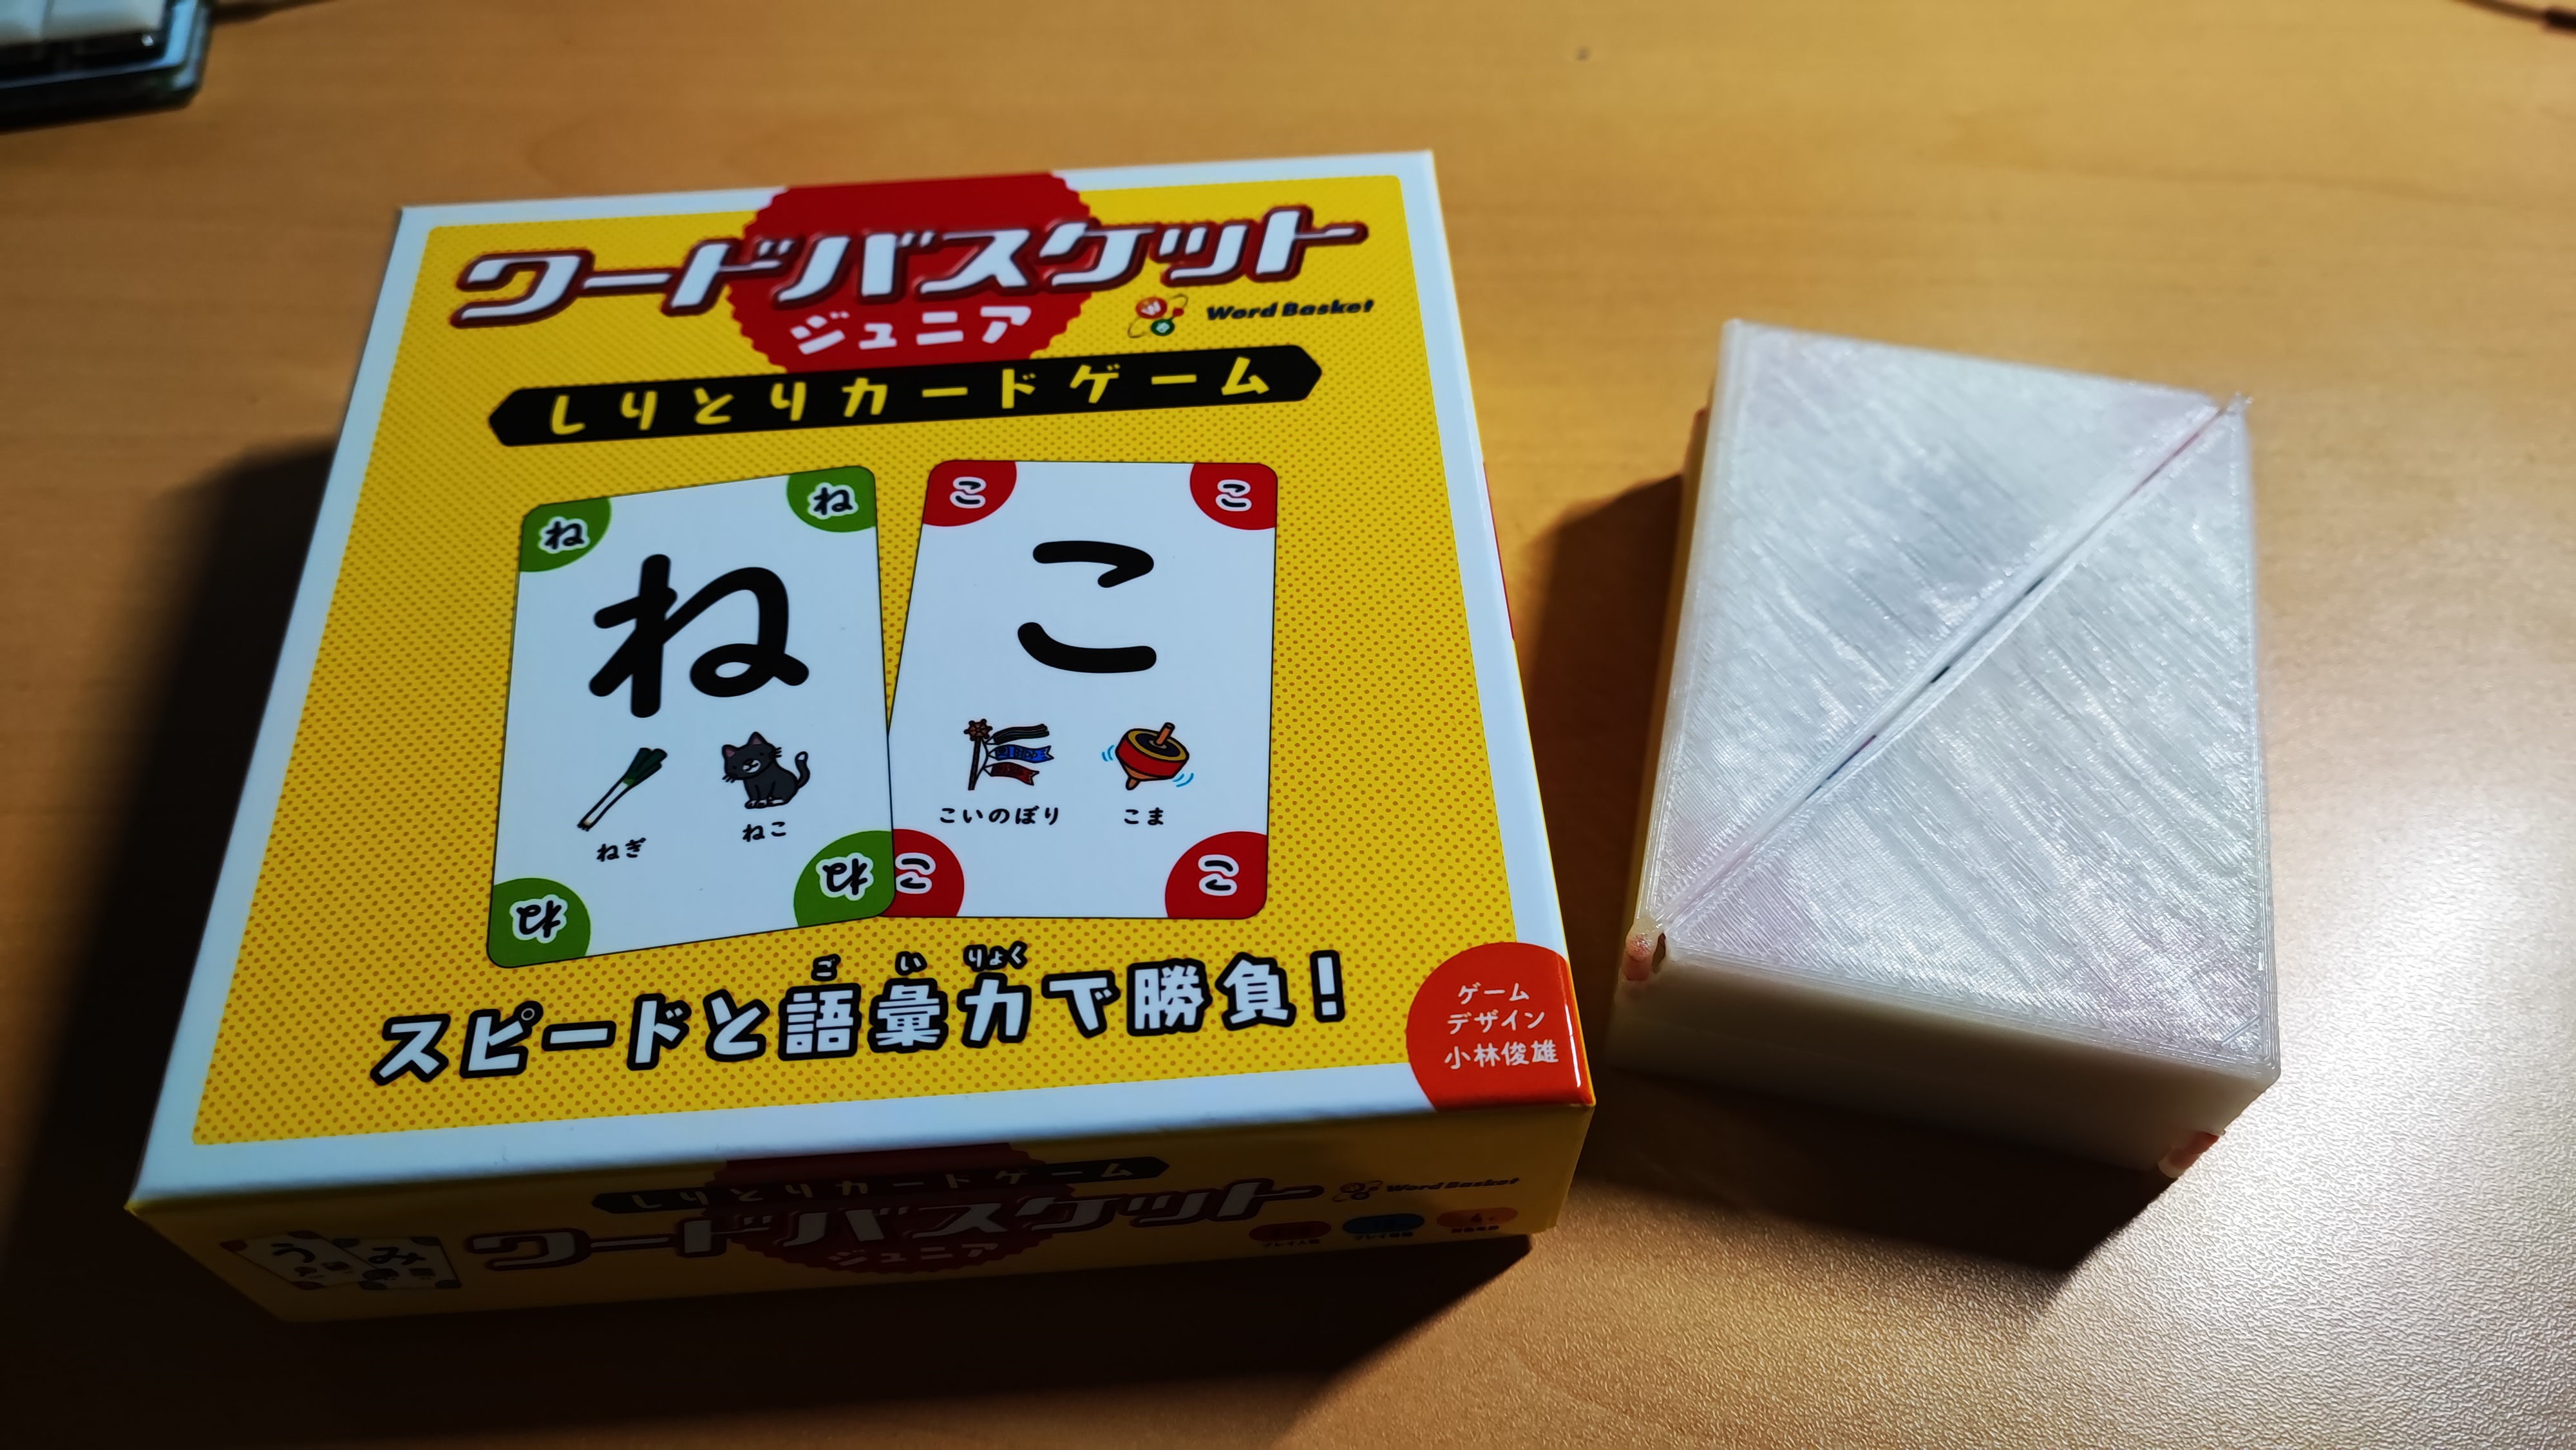 ワードバスケット
ジュニア
Word Basket
しりとりカードゲーム
ね ね
ね
ねぎ ねこ
ね ね
こ こ
こ
こいのぼり こま
こ こ
ご い りょく
スピードと語彙力で勝負!
ゲーム
デザイン
小林俊雄
しりとりカードゲーム
うみ
ワードバスケット
Word Basket
ジュニア